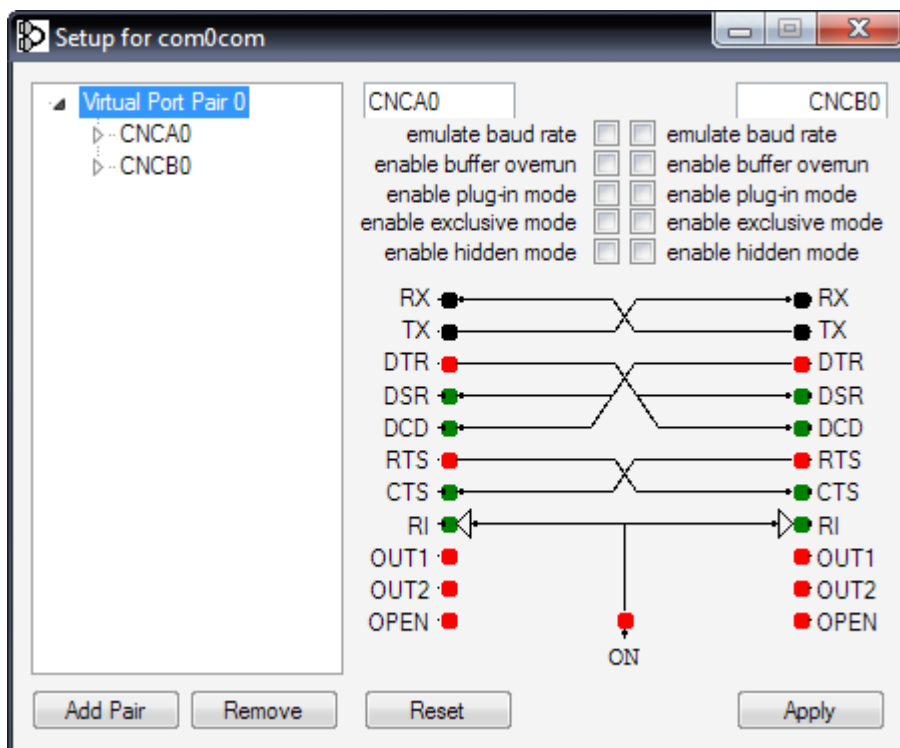 Setup for com0com
Virtual Port Pair 0
CNCA0
CNCB0
CNCA0 CNCB0
emulate baud rate emulate baud rate
enable buffer overrun enable buffer overrun
enable plug-in mode enable plug-in mode
enable exclusive mode enable exclusive mode
enable hidden mode enable hidden mode
RX RX
TX TX
DTR DTR
DSR DSR
DCD DCD
RTS RTS
CTS CTS
RI RI
OUT1 OUT1
OUT2 OUT2
OPEN OPEN
ON
Add Pair Remove Reset Apply